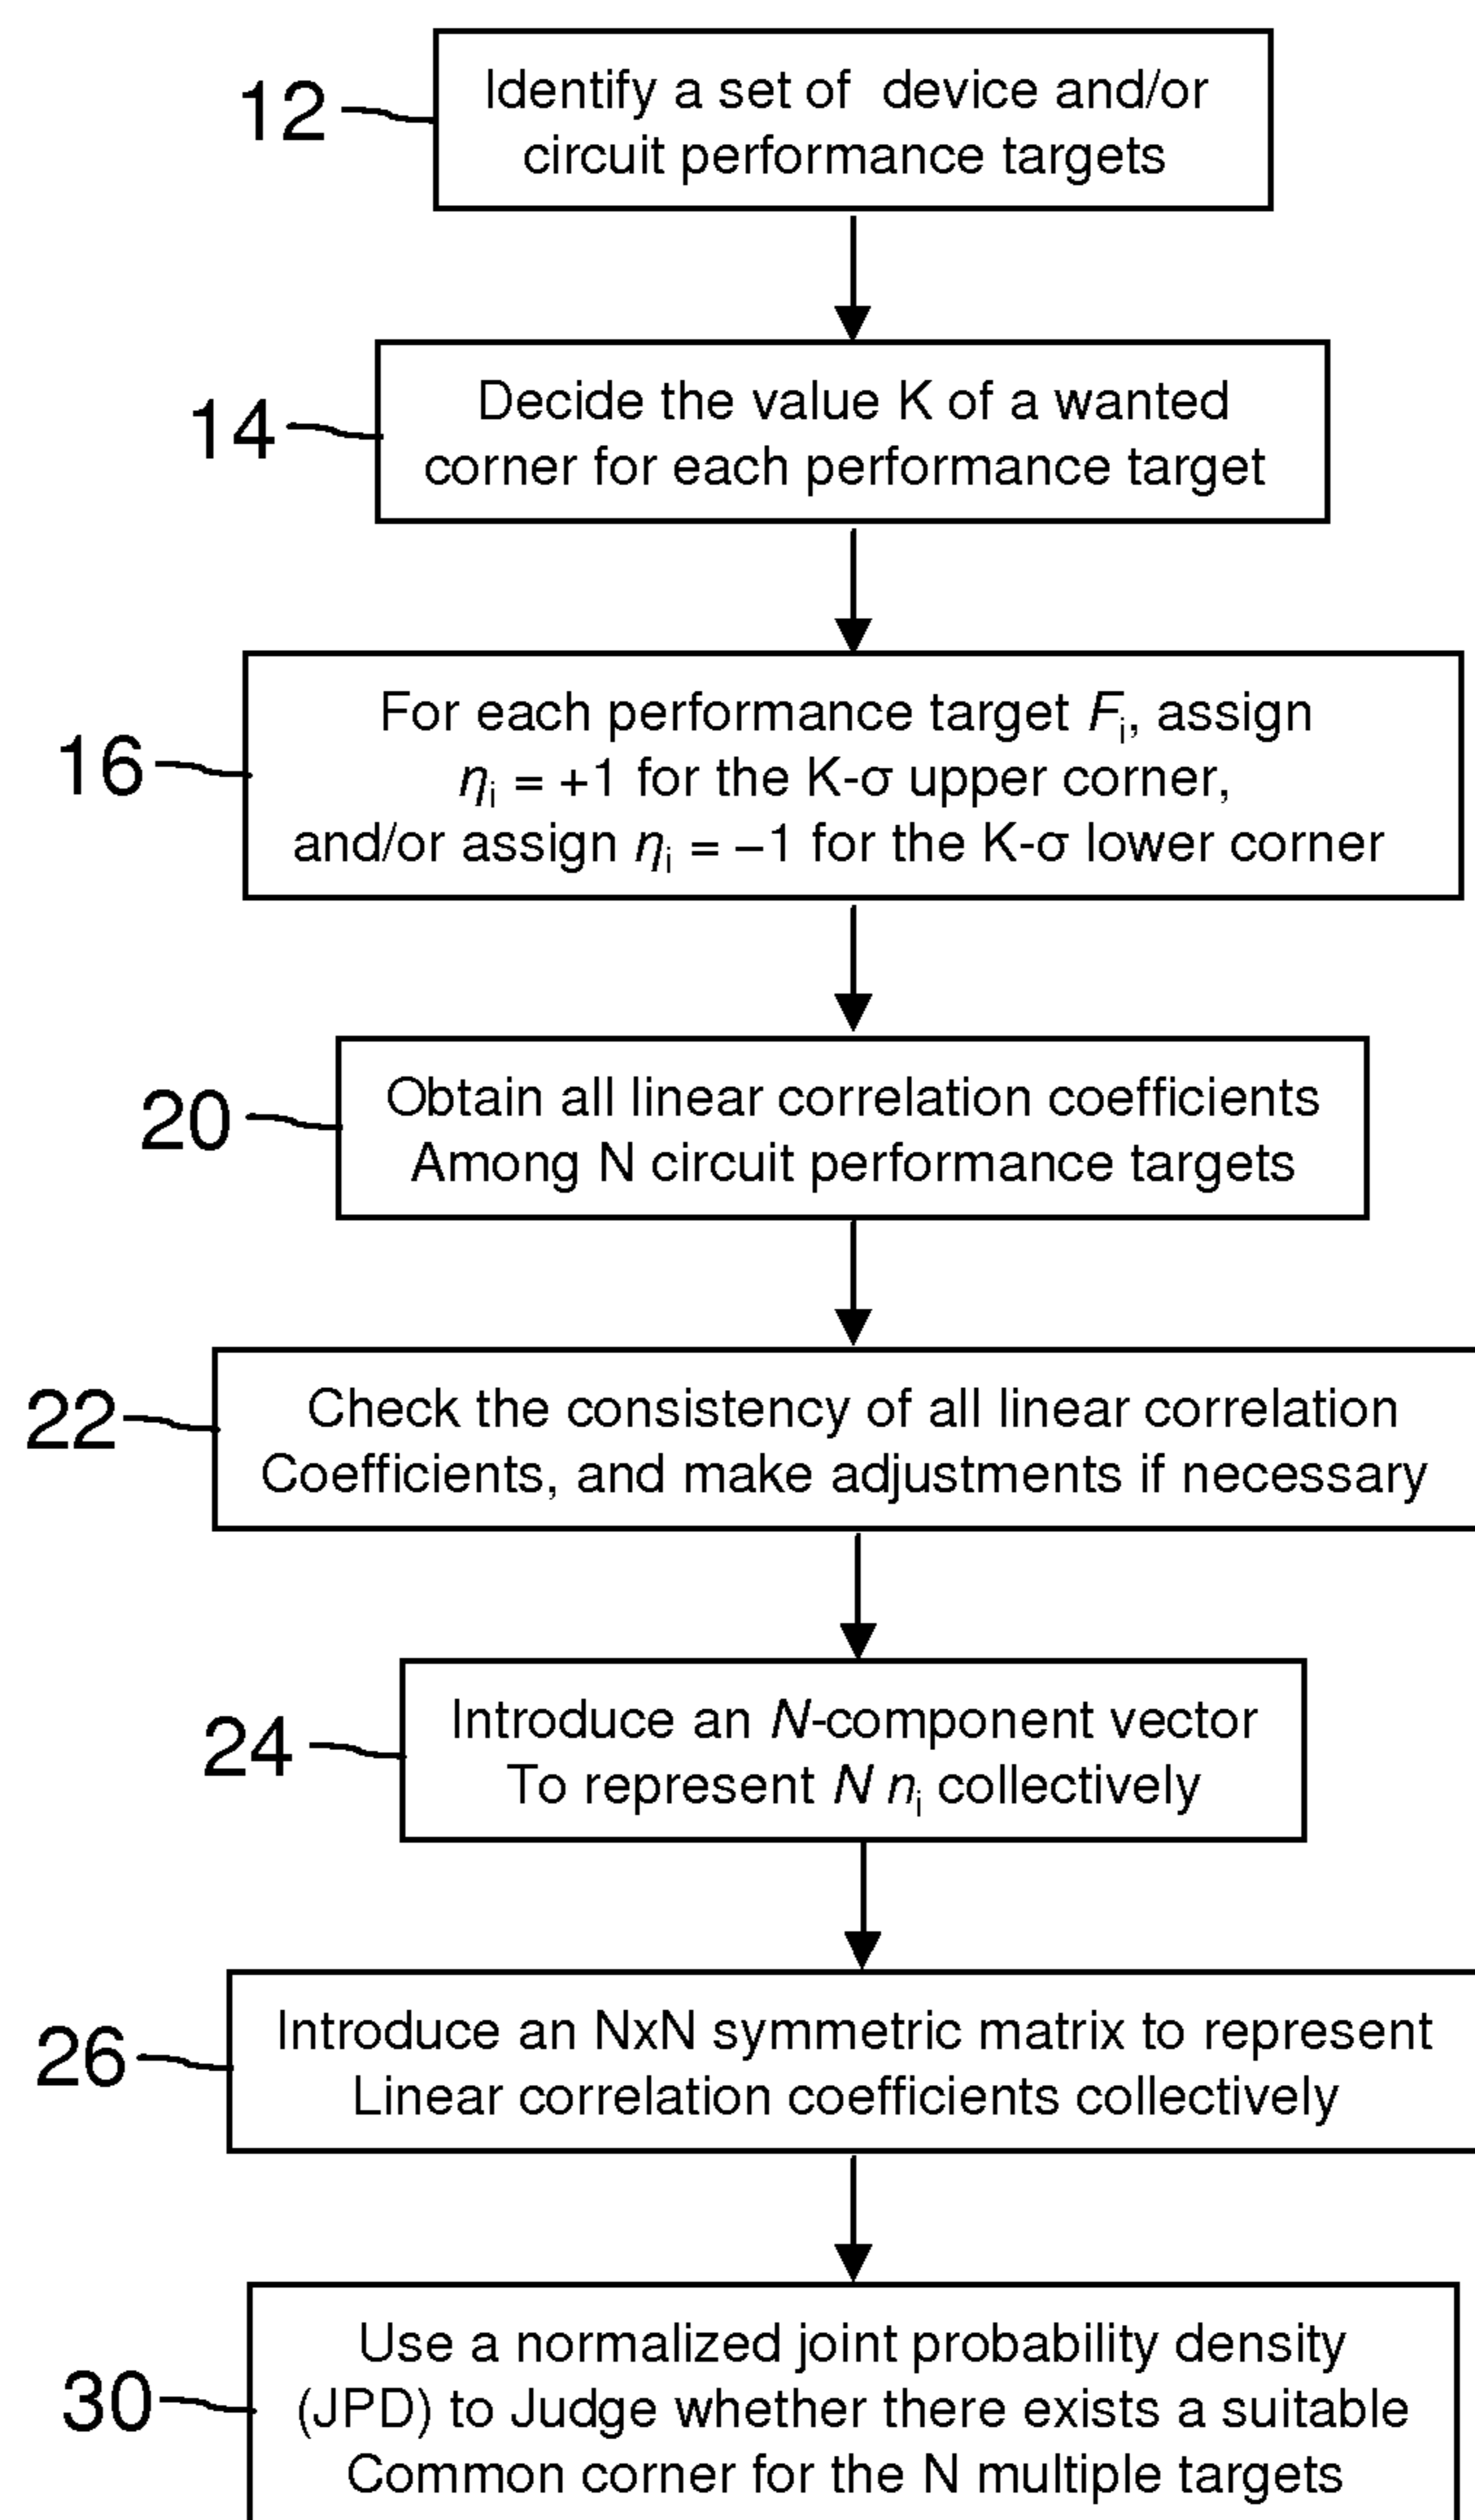 12
Identify a set of device and/or
circuit performance targets
14
Decide the value K of a wanted
corner for each performance target
16
For each performance target Fi, assign
ηi = +1 for the K-σ upper corner,
and/or assign ηi = −1 for the K-σ lower corner
20
Obtain all linear correlation coefficients
Among N circuit performance targets
22
Check the consistency of all linear correlation
Coefficients, and make adjustments if necessary
24
Introduce an N-component vector
To represent N ni collectively
26
Introduce an NxN symmetric matrix to represent
Linear correlation coefficients collectively
30
Use a normalized joint probability density
(JPD) to Judge whether there exists a suitable
Common corner for the N multiple targets